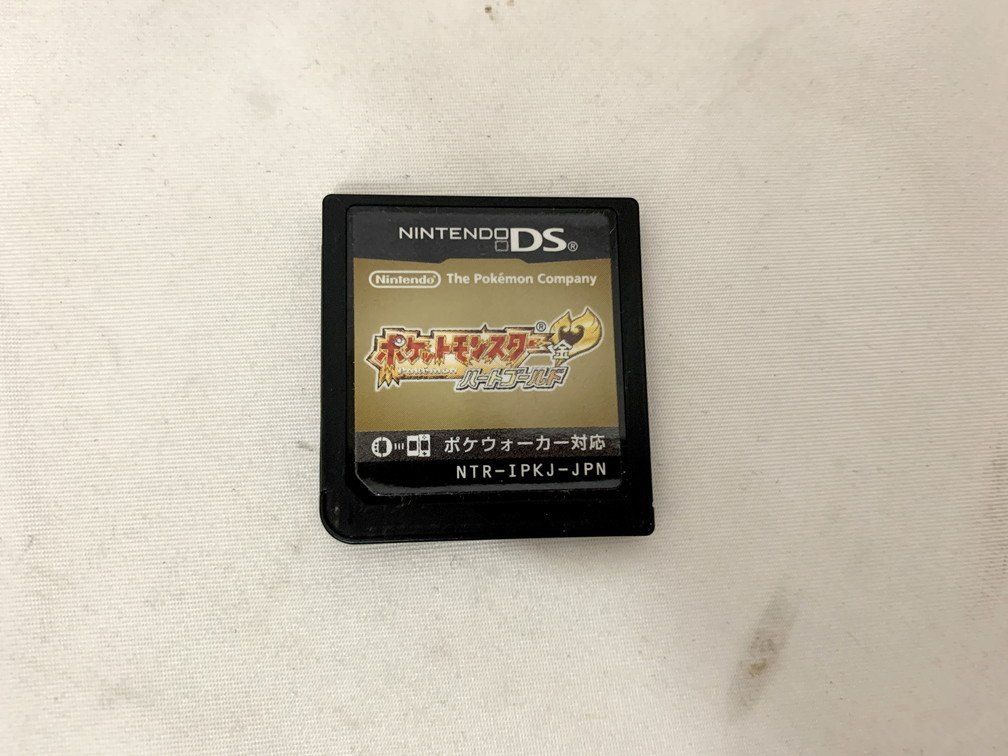 NINTENDO DS®
Nintendo® The Pokémon Company
ポケットモンスター®
金
Pokémon
ハートゴールド
ポケウォーカー対応
NTR-IPKJ-JPN